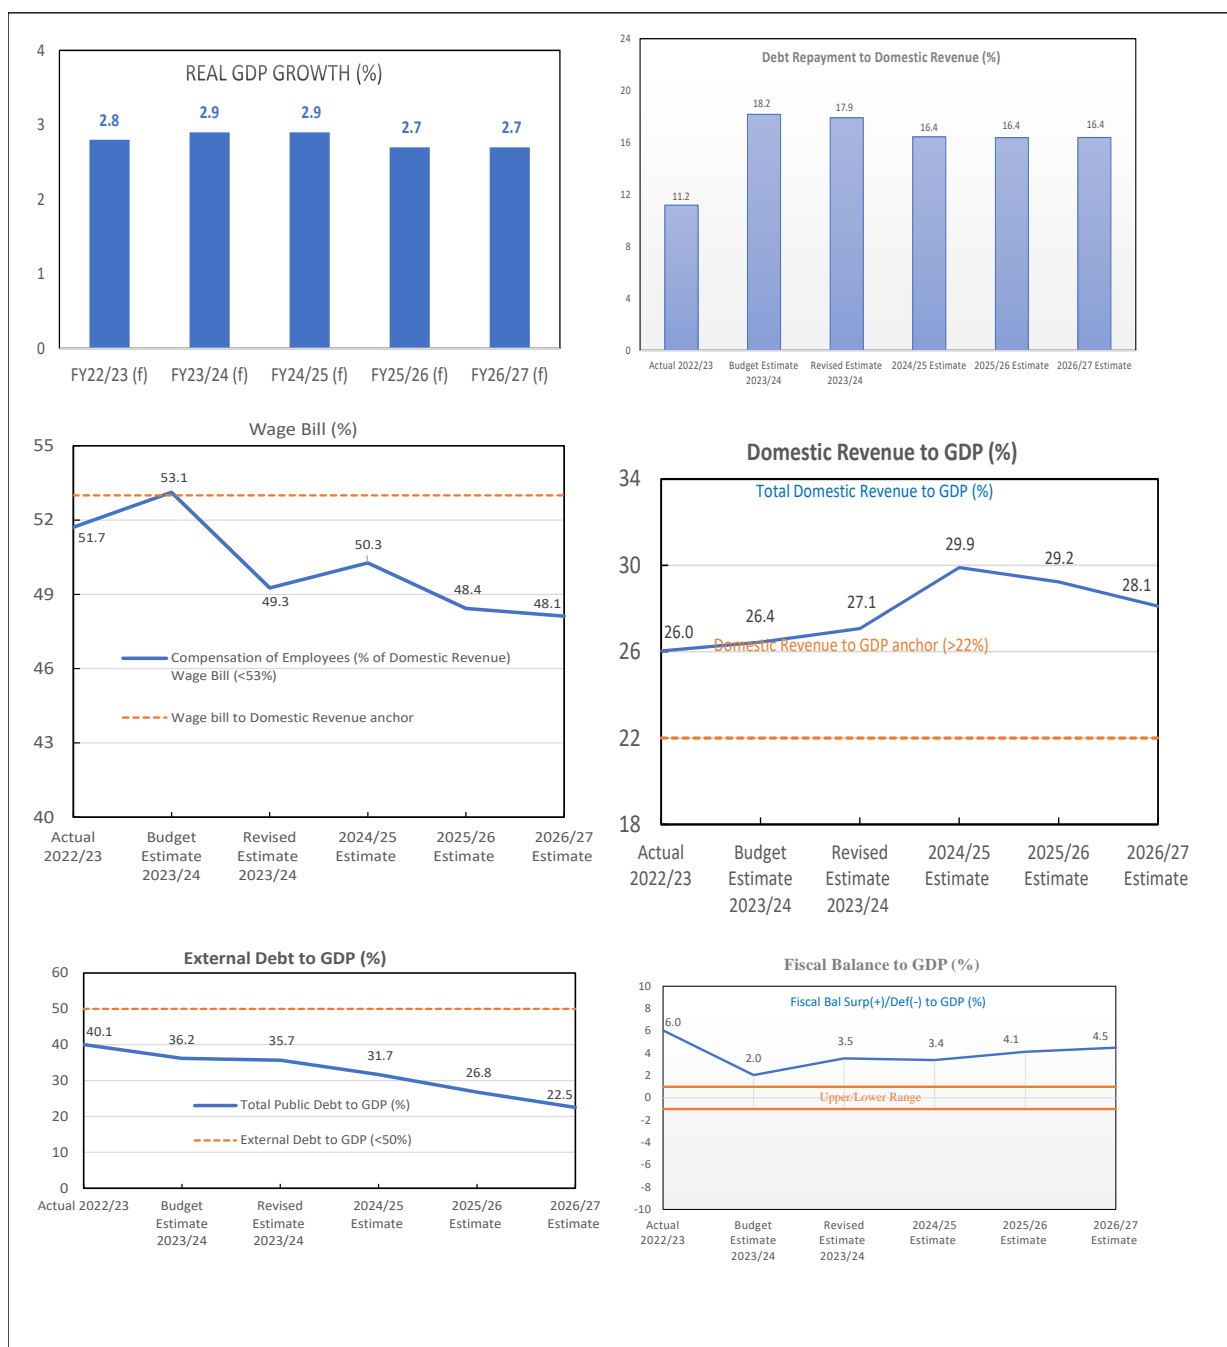 REAL GDP GROWTH (%)
4
3
2
1
0
2.8
2.9
2.9
2.7
2.7
FY22/23 (f)
FY23/24 (f)
FY24/25 (f)
FY25/26 (f)
FY26/27 (f)
Debt Repayment to Domestic Revenue (%)
24
20
16
12
8
4
0
11.2
18.2
17.9
16.4
16.4
16.4
Actual 2022/23
Budget Estimate
2023/24
Revised Estimate
2023/24
2024/25 Estimate
2025/26 Estimate
2026/27 Estimate
Wage Bill (%)
55
52
49
46
43
40
51.7
53.1
49.3
50.3
48.4
48.1
Compensation of Employees (% of Domestic Revenue)
Wage Bill (<53%)
Wage bill to Domestic Revenue anchor
Actual
2022/23
Budget
Estimate
2023/24
Revised
Estimate
2023/24
2024/25
Estimate
2025/26
Estimate
2026/27
Estimate
Domestic Revenue to GDP (%)
Total Domestic Revenue to GDP (%)
34
30
26
22
18
26.0
26.4
27.1
29.9
29.2
28.1
Domestic Revenue to GDP anchor (>22%)
Actual
2022/23
Budget
Estimate
2023/24
Revised
Estimate
2023/24
2024/25
Estimate
2025/26
Estimate
2026/27
Estimate
External Debt to GDP (%)
60
50
40
30
20
10
0
40.1
36.2
35.7
31.7
26.8
22.5
Total Public Debt to GDP (%)
External Debt to GDP (<50%)
Actual 2022/23
Budget
Estimate
2023/24
Revised
Estimate
2023/24
2024/25
Estimate
2025/26
Estimate
2026/27
Estimate
Fiscal Balance to GDP (%)
Fiscal Bal Surp(+)/Def(-) to GDP (%)
10
8
6
4
2
0
-2
-4
-6
-8
-10
6.0
2.0
3.5
3.4
4.1
4.5
Upper/Lower Range
Actual
2022/23
Budget
Estimate
2023/24
Revised
Estimate
2023/24
2024/25
Estimate
2025/26
Estimate
2026/27
Estimate